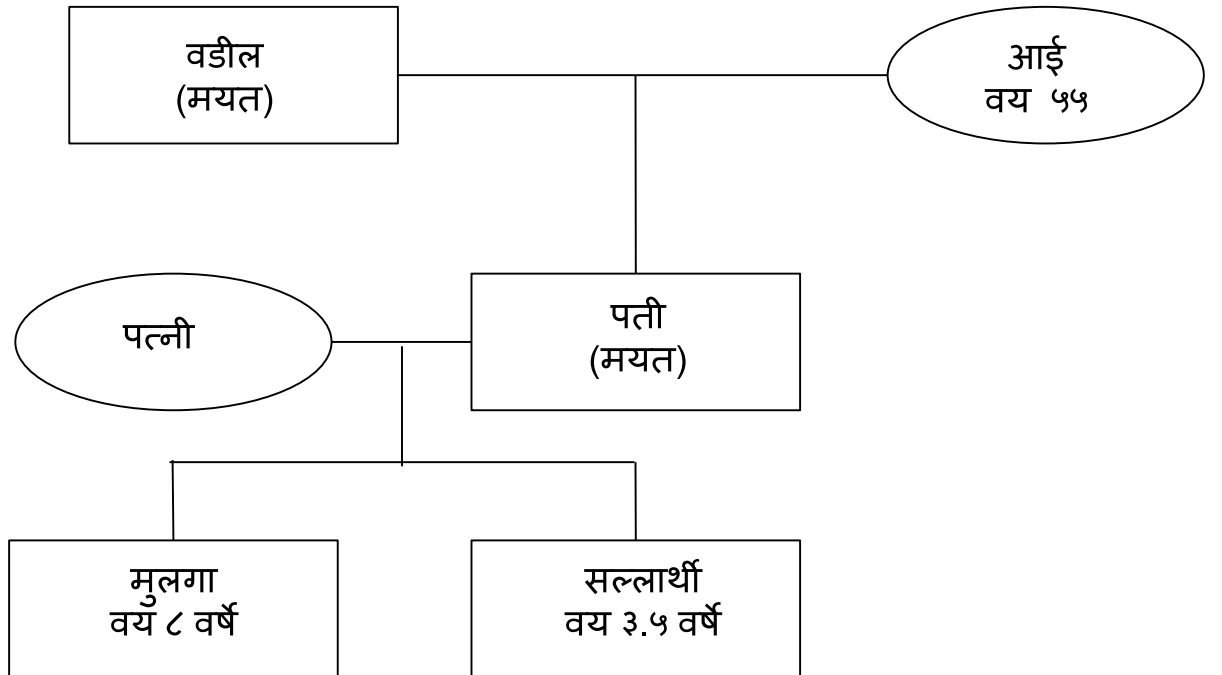 वडील
(मयत)
आई
वय ५५
पत्नी
पती
(मयत)
मुलगा
वय ८ वर्षे
सल्लार्थी
वय ३.५ वर्षे